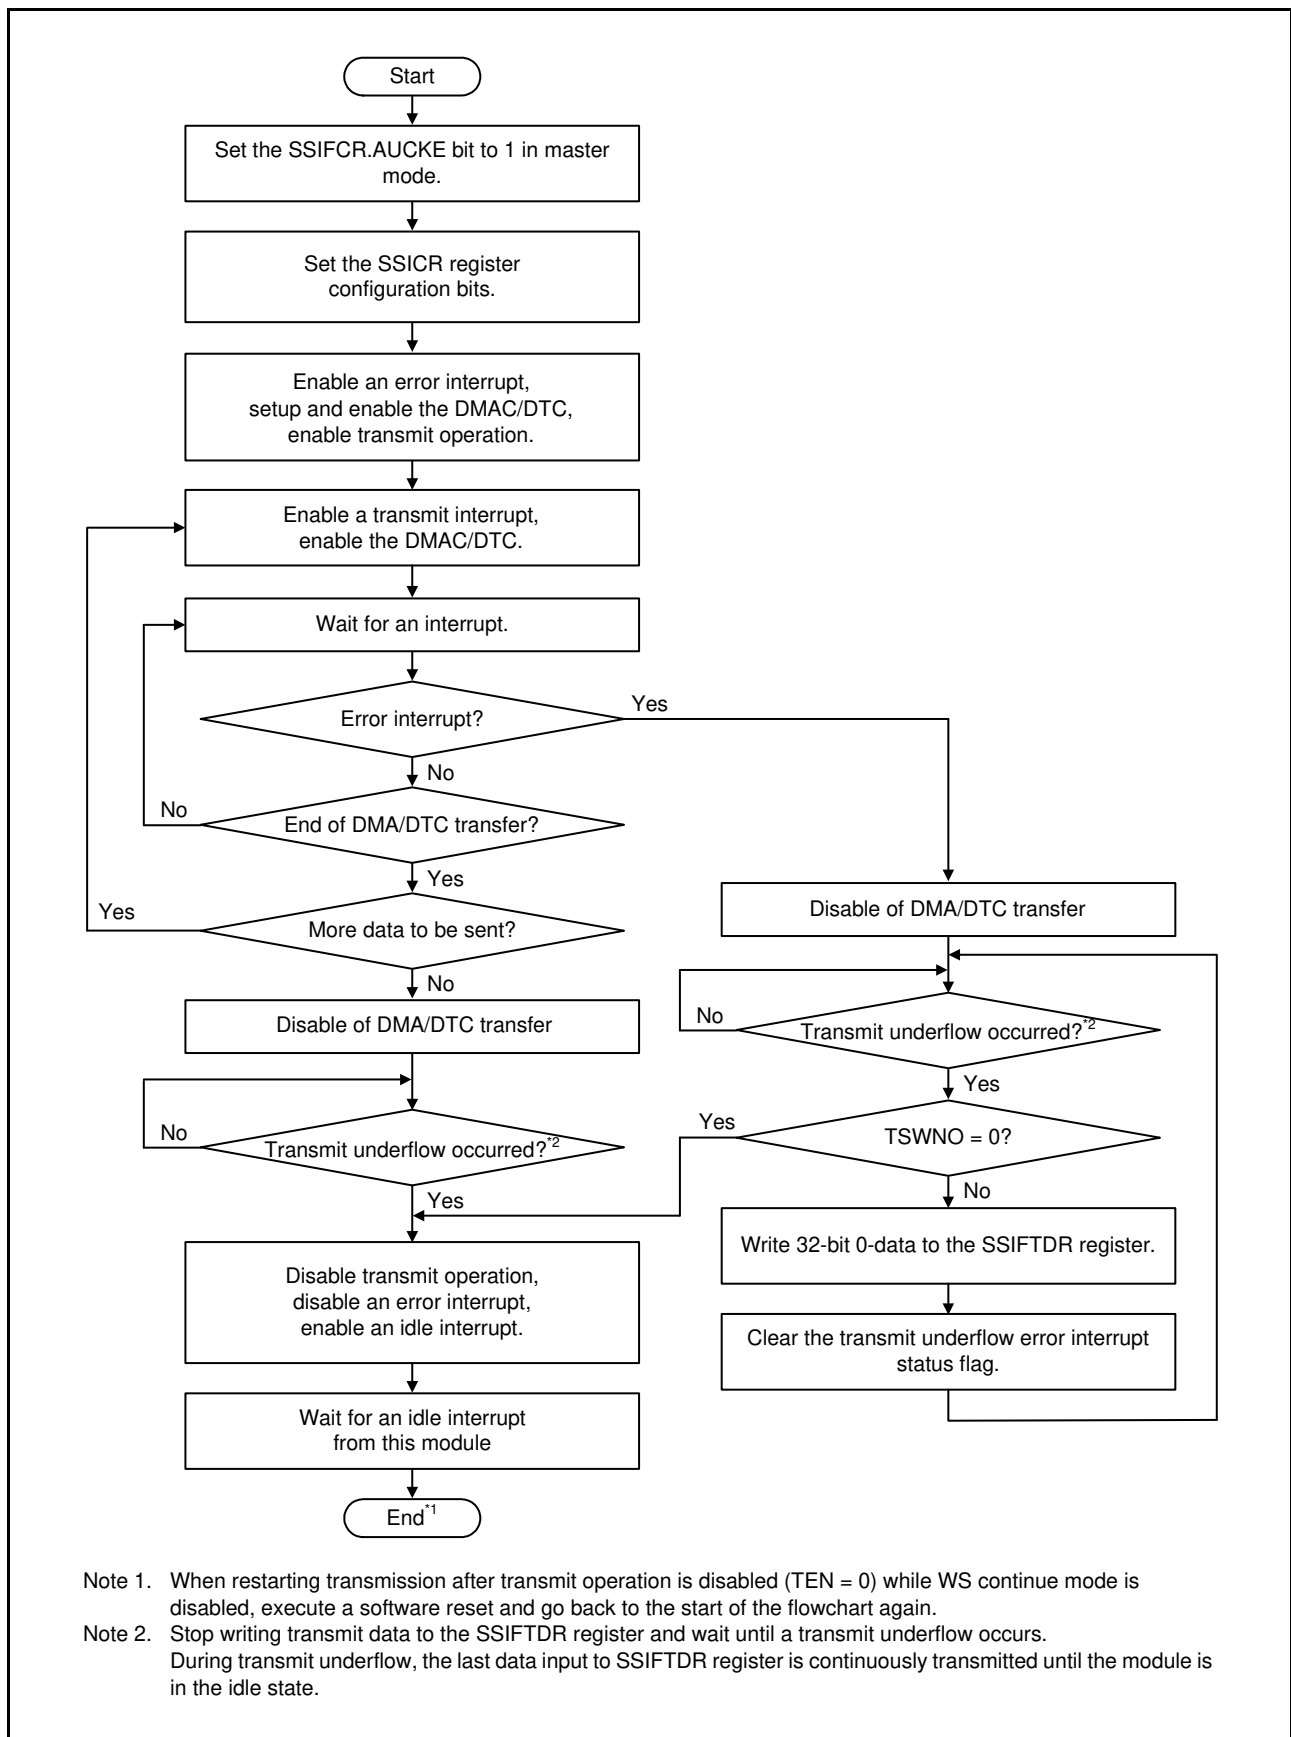 Start
Set the SSIFCR.AUCKE bit to 1 in master
mode.
Set the SSICR register
configuration bits.
Enable an error interrupt,
setup and enable the DMAC/DTC,
enable transmit operation.
Enable a transmit interrupt,
enable the DMAC/DTC.
Wait for an interrupt.
Error interrupt?
Yes
No
End of DMA/DTC transfer?
No
Yes
More data to be sent?
Yes
No
Disable of DMA/DTC transfer
Transmit underflow occurred?*2
No
Yes
Disable transmit operation,
disable an error interrupt,
enable an idle interrupt.
Wait for an idle interrupt
from this module
End*1
Disable of DMA/DTC transfer
Transmit underflow occurred?*2
No
Yes
TSWNO = 0?
Yes
No
Write 32-bit 0-data to the SSIFTDR register.
Clear the transmit underflow error interrupt
status flag.
Note 1. When restarting transmission after transmit operation is disabled (TEN = 0) while WS continue mode is
disabled, execute a software reset and go back to the start of the flowchart again.
Note 2. Stop writing transmit data to the SSIFTDR register and wait until a transmit underflow occurs.
During transmit underflow, the last data input to SSIFTDR register is continuously transmitted until the module is
in the idle state.